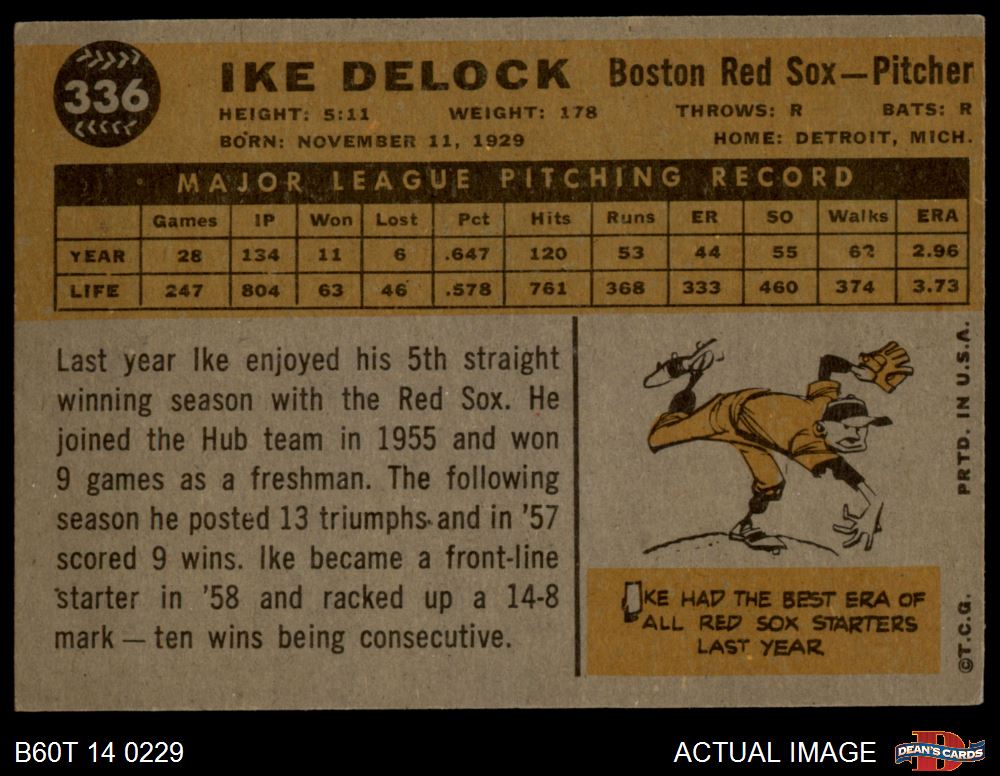 336
IKE DELOCK Boston Red Sox—Pitcher
HEIGHT: 5:11 WEIGHT: 178 THROWS: R BATS: R
BORN: NOVEMBER 11, 1929 HOME: DETROIT, MICH.
MAJOR LEAGUE PITCHING RECORD
Games IP Won Lost Pct Hits Runs ER SO Walks ERA
YEAR 28 134 11 6 .647 120 53 44 55 62 2.96
LIFE 247 804 63 46 .578 761 368 333 460 374 3.73
Last year Ike enjoyed his 5th straight
winning season with the Red Sox. He
joined the Hub team in 1955 and won
9 games as a freshman. The following
season he posted 13 triumphs and in '57
scored 9 wins. Ike became a front-line
starter in '58 and racked up a 14-8
mark — ten wins being consecutive.
IKE HAD THE BEST ERA OF
ALL RED SOX STARTERS
LAST YEAR
©T.C.G. PRTD. IN U.S.A.
B60T 14 0229 ACTUAL IMAGE DEAN'S CARDS